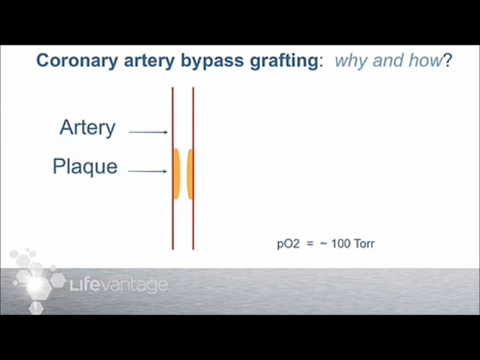 Coronary artery bypass grafting: why and how?
Artery
Plaque
pO2 = ~ 100 Torr
LIFevantage